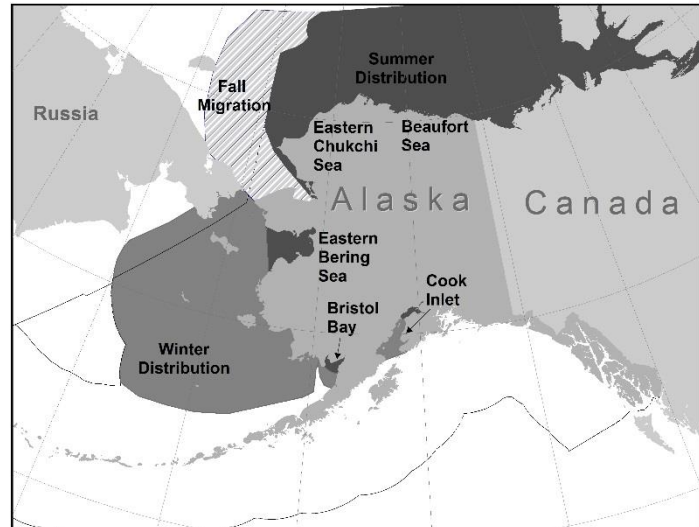 Summer
Distribution
Fall
Migration
Russia
Eastern
Chukchi
Sea
Beaufort
Sea
Alaska
Canada
Eastern
Bering
Sea
Cook
Inlet
Bristol
Bay
Winter
Distribution